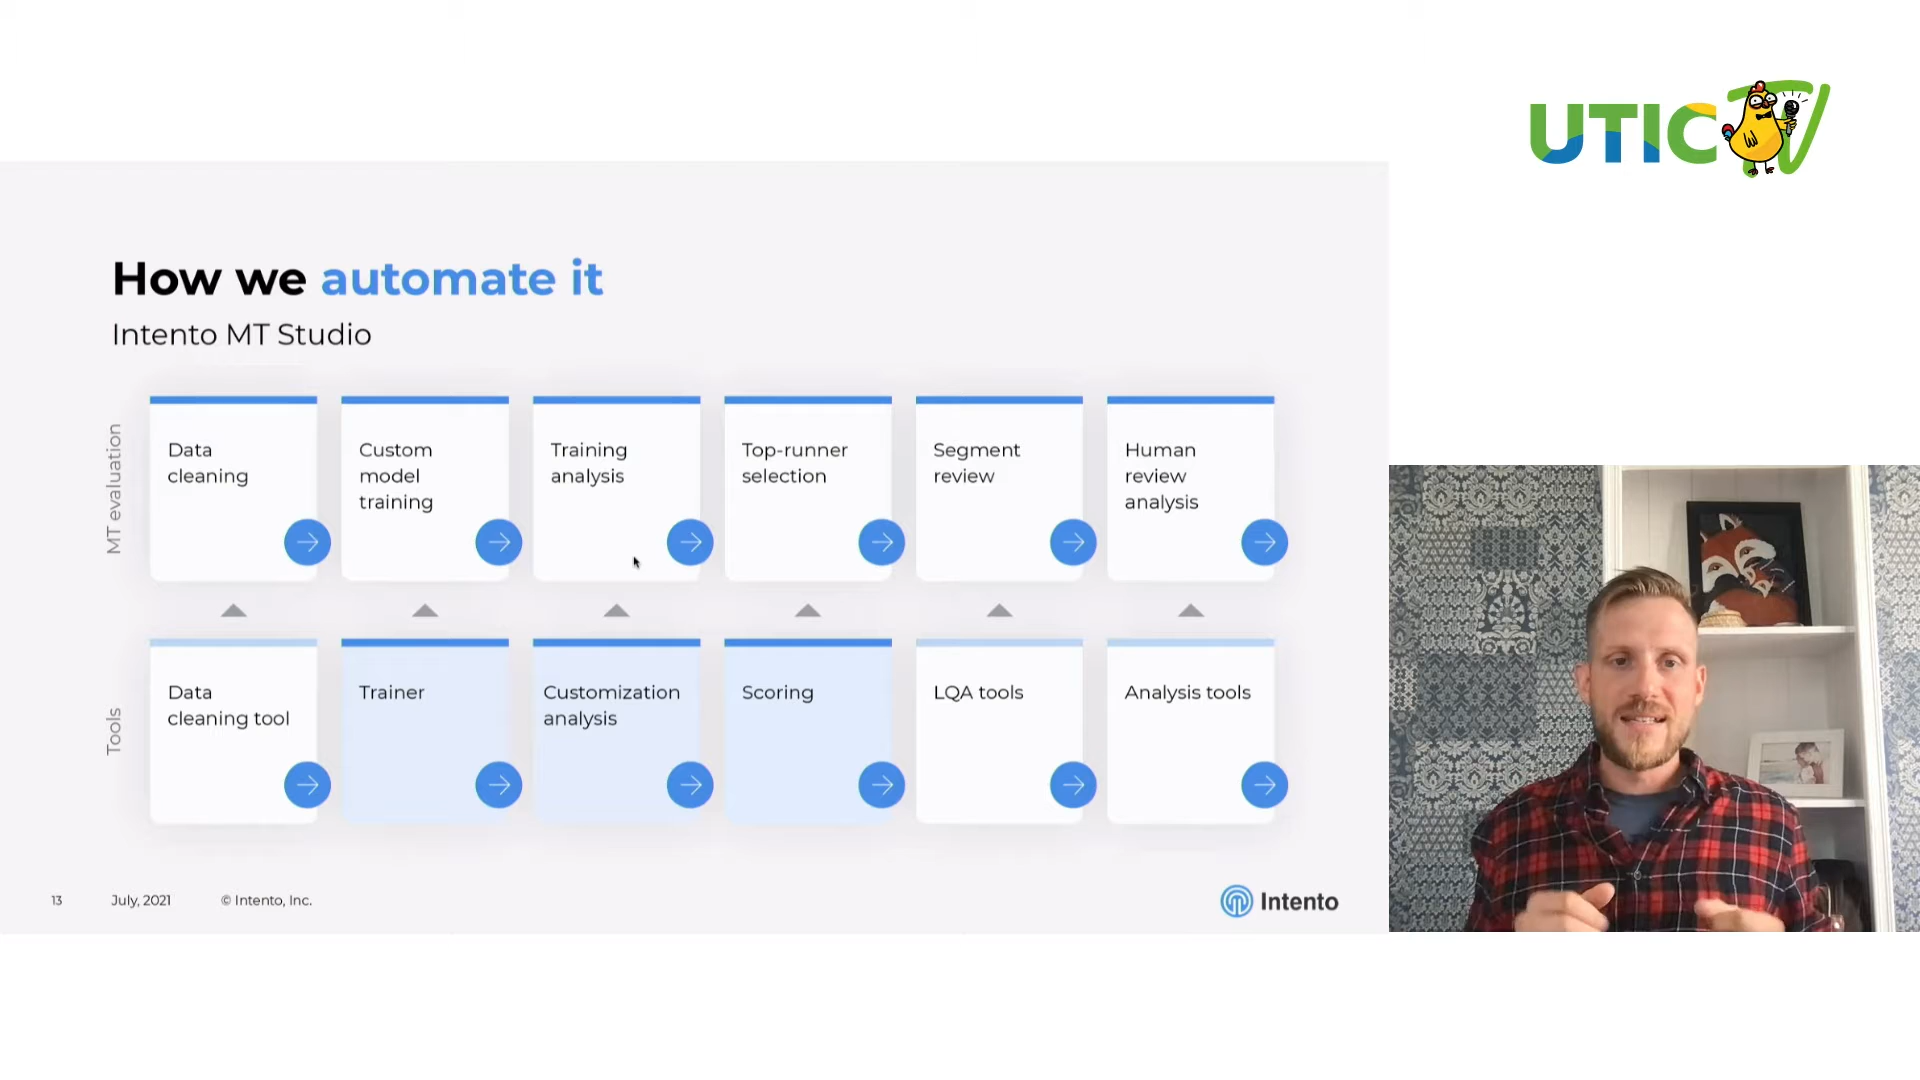 UTIC TV
How we automate it
Intento MT Studio
MT evaluation
Data
cleaning
Custom
model
training
Training
analysis
Top-runner
selection
Segment
review
Human
review
analysis
Tools
Data
cleaning tool
Trainer
Customization
analysis
Scoring
LQA tools
Analysis tools
13
July, 2021
© Intento, Inc.
Intento